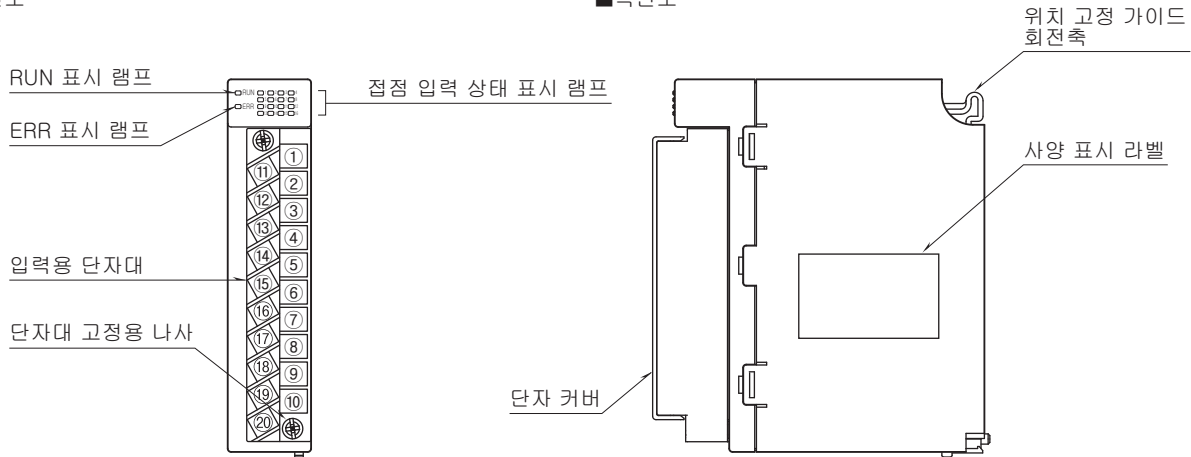 위치 고정 가이드
회전축
RUN 표시 램프
접점 입력 상태 표시 램프
ERR 표시 램프
RUN
ERR
사양 표시 라벨
입력용 단자대
단자대 고정용 나사
단자 커버
①
②
③
④
⑤
⑥
⑦
⑧
⑨
⑩
⑪
⑫
⑬
⑭
⑮
⑯
⑰
⑱
⑲
⑳